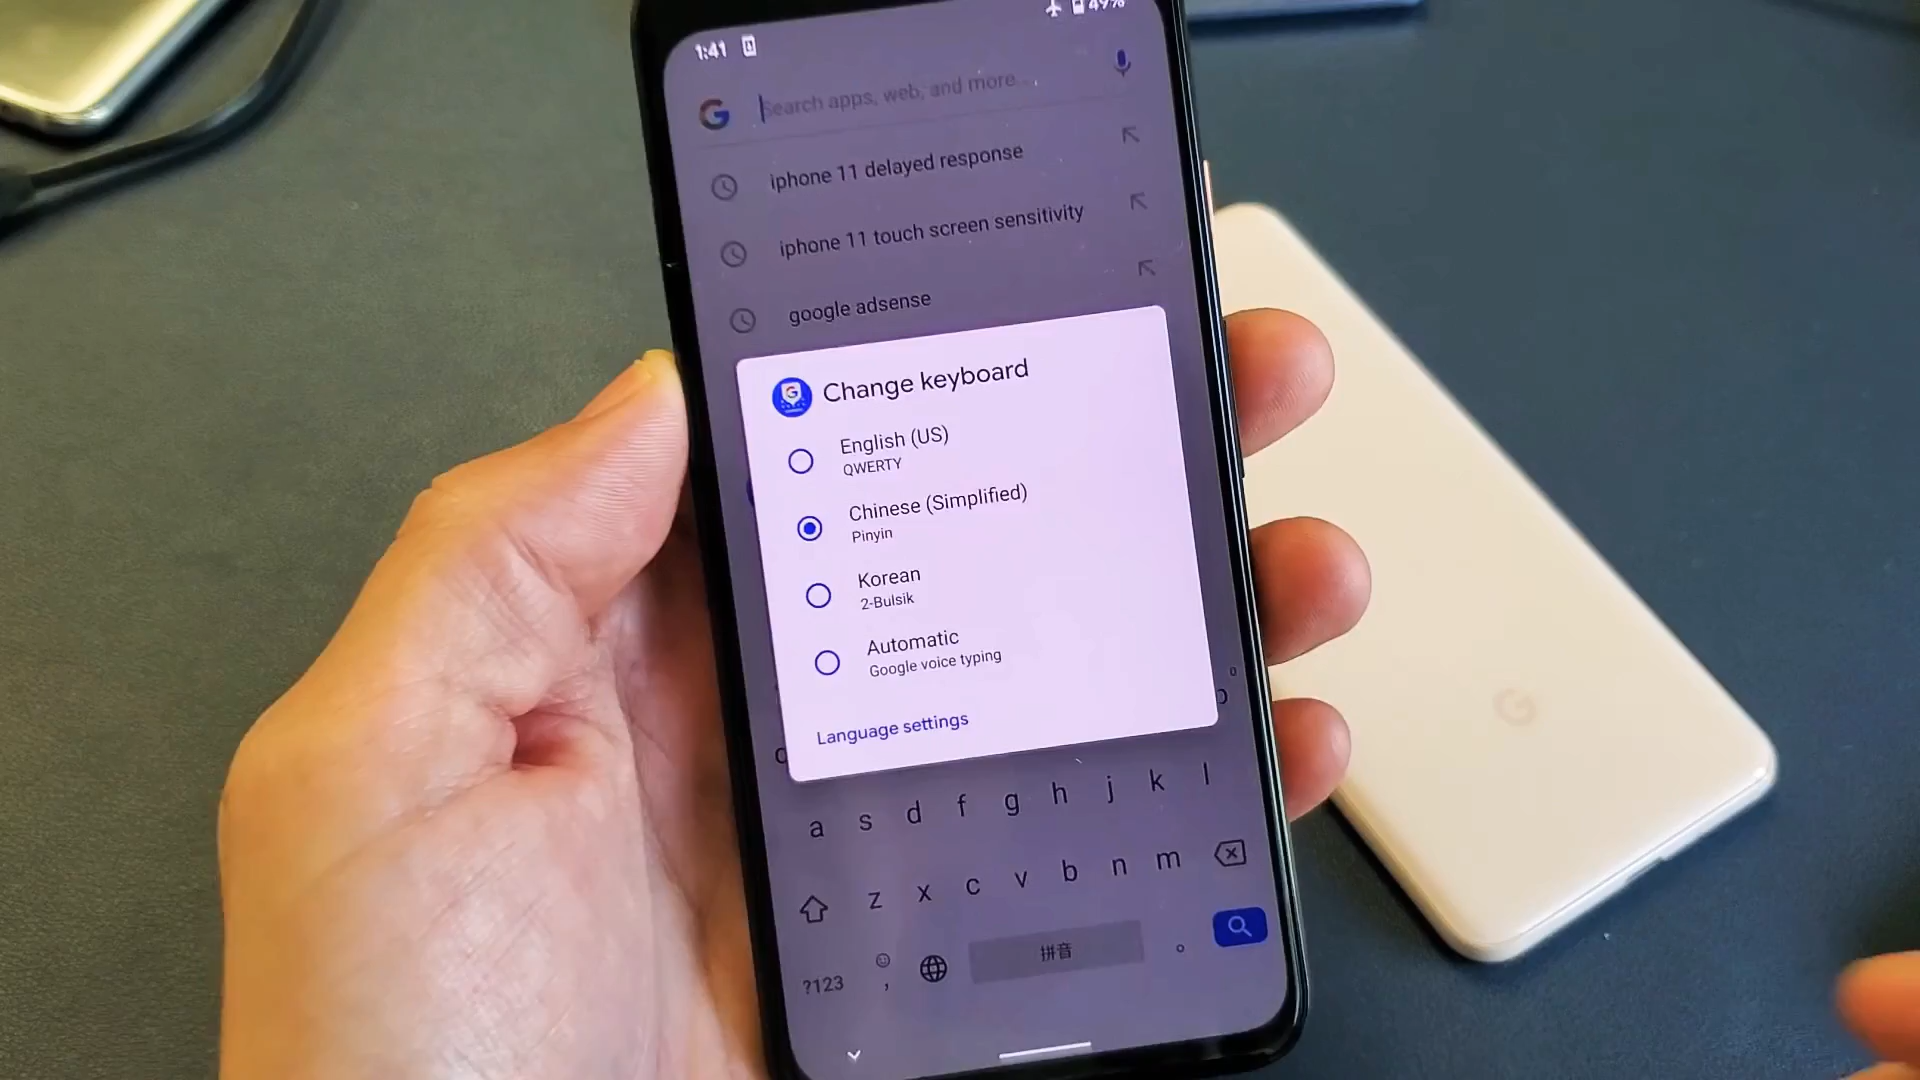 1:41 49%
Search apps, web, and more...
iphone 11 delayed response
iphone 11 touch screen sensitivity
google adsense
Change keyboard
English (US)
QWERTY
Chinese (Simplified)
Pinyin
Korean
2-Bulsik
Automatic
Google voice typing
Language settings
a s d f g h j k l
z x c v b n m
?123 , 拼音 。